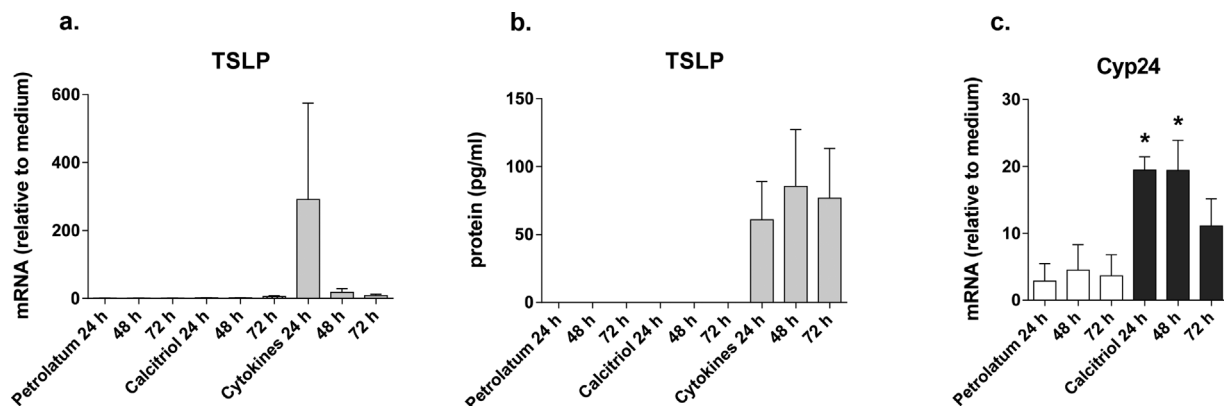 a.
TSLP
mRNA (relative to medium)
600
400
200
0
Petrolatum 24 h
48 h
72 h
Calcitriol 24 h
48 h
72 h
Cytokines 24 h
48 h
72 h
b.
TSLP
protein (pg/ml)
150
100
50
0
Petrolatum 24 h
48 h
72 h
Calcitriol 24 h
48 h
72 h
Cytokines 24 h
48 h
72 h
c.
Cyp24
mRNA (relative to medium)
30
20
10
0
* *
Petrolatum 24 h
48 h
72 h
Calcitriol 24 h
48 h
72 h